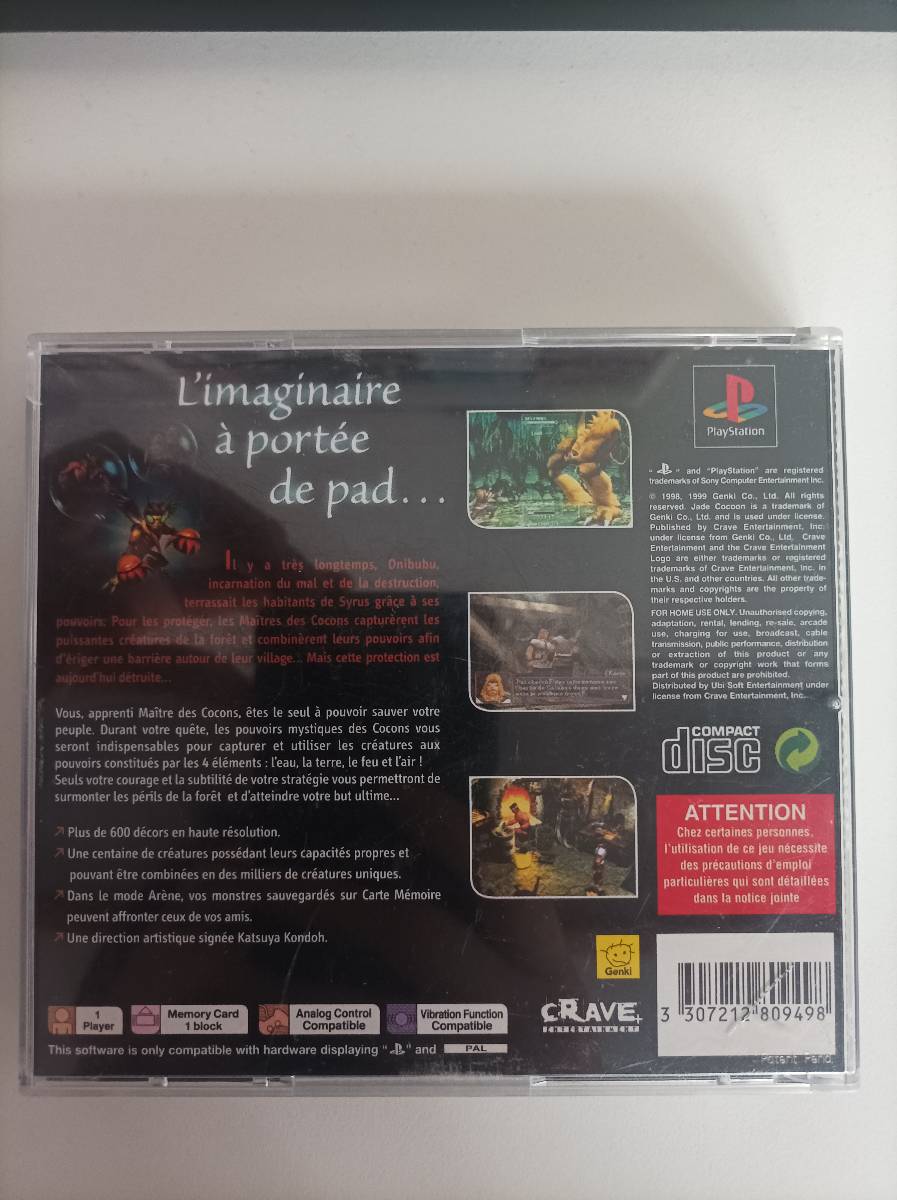 L'imaginaire
à portée
de pad...
Il y a très longtemps, Onibubu,
incarnation du mal et de la destruction,
terrassait les habitants de Syrus grâce à ses
pouvoirs. Pour les protéger, les Maîtres des Cocons capturèrent les
puissantes créatures de la forêt et combinèrent leurs pouvoirs afin
d'ériger une barrière autour de leur village... Mais cette protection est
aujourd'hui détruite...
Vous, apprenti Maître des Cocons, êtes le seul à pouvoir sauver votre
peuple. Durant votre quête, les pouvoirs mystiques des Cocons vous
seront indispensables pour capturer et utiliser les créatures aux
pouvoirs constitués par les 4 éléments : l'eau, la terre, le feu et l'air !
Seuls votre courage et la subtilité de votre stratégie vous permettront de
surmonter les périls de la forêt et d'atteindre votre but ultime...
Plus de 600 décors en haute résolution.
Une centaine de créatures possédant leurs capacités propres et
pouvant être combinées en des milliers de créatures uniques.
Dans le mode Arène, vos monstres sauvegardés sur Carte Mémoire
peuvent affronter ceux de vos amis.
Une direction artistique signée Katsuya Kondoh.
1
Player
Memory Card
1 block
Analog Control
Compatible
Vibration Function
Compatible
This software is only compatible with hardware displaying " " and PAL
PlayStation
" " and "PlayStation" are registered
trademarks of Sony Computer Entertainment Inc.
© 1998, 1999 Genki Co., Ltd. All rights
reserved. Jade Cocoon is a trademark of
Genki Co., Ltd. and is used under license.
Published by Crave Entertainment, Inc.
under license from Genki Co., Ltd. Crave
Entertainment and the Crave Entertainment
Logo are either trademarks or registered
trademarks of Crave Entertainment, Inc. in
the U.S. and other countries. All other trade-
marks and copyrights are the property of
their respective holders.
FOR HOME USE ONLY. Unauthorised copying,
adaptation, rental, lending, re-sale, arcade
use, charging for use, broadcast, cable
transmission, public performance, distribution
or extraction of this product or any
trademark or copyright work that forms
part of this product are prohibited.
Distributed by Ubi Soft Entertainment under
license from Crave Entertainment, Inc.
COMPACT
disc
ATTENTION
Chez certaines personnes,
l'utilisation de ce jeu nécessite
des précautions d'emploi
particulières qui sont détaillées
dans la notice jointe
Genki
CRAVE
ENTERTAINMENT
3 307212 809498
Patent Pend.